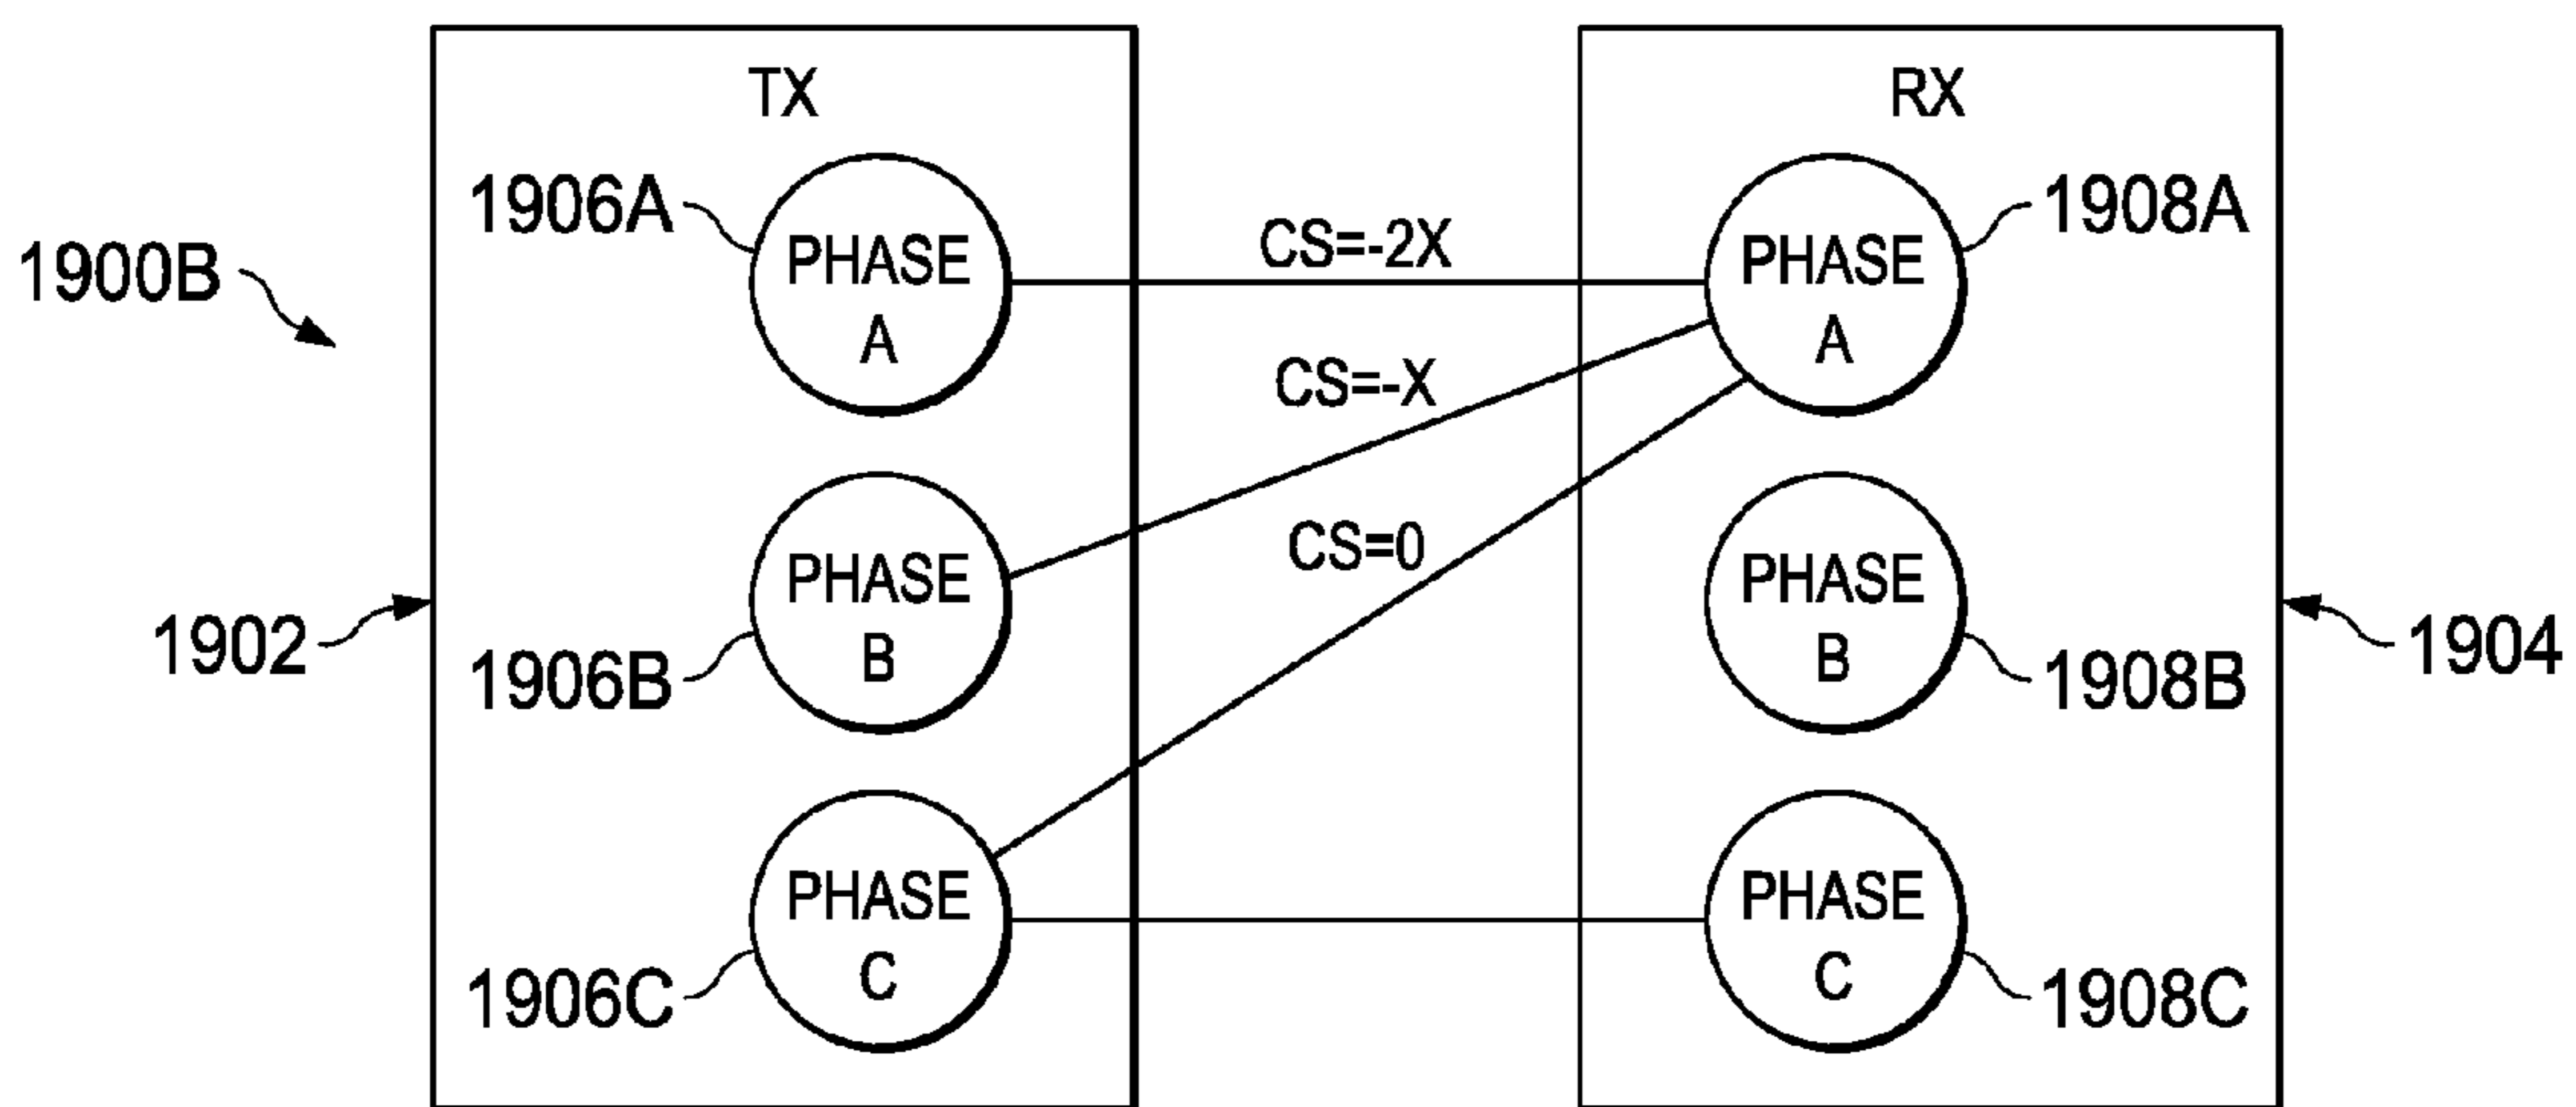 TX
RX
1906A
PHASE
A
CS=-2X
PHASE
A
1908A
1900B
CS=-X
CS=0
1902
1906B
PHASE
B
PHASE
B
1908B
1904
1906C
PHASE
C
PHASE
C
1908C